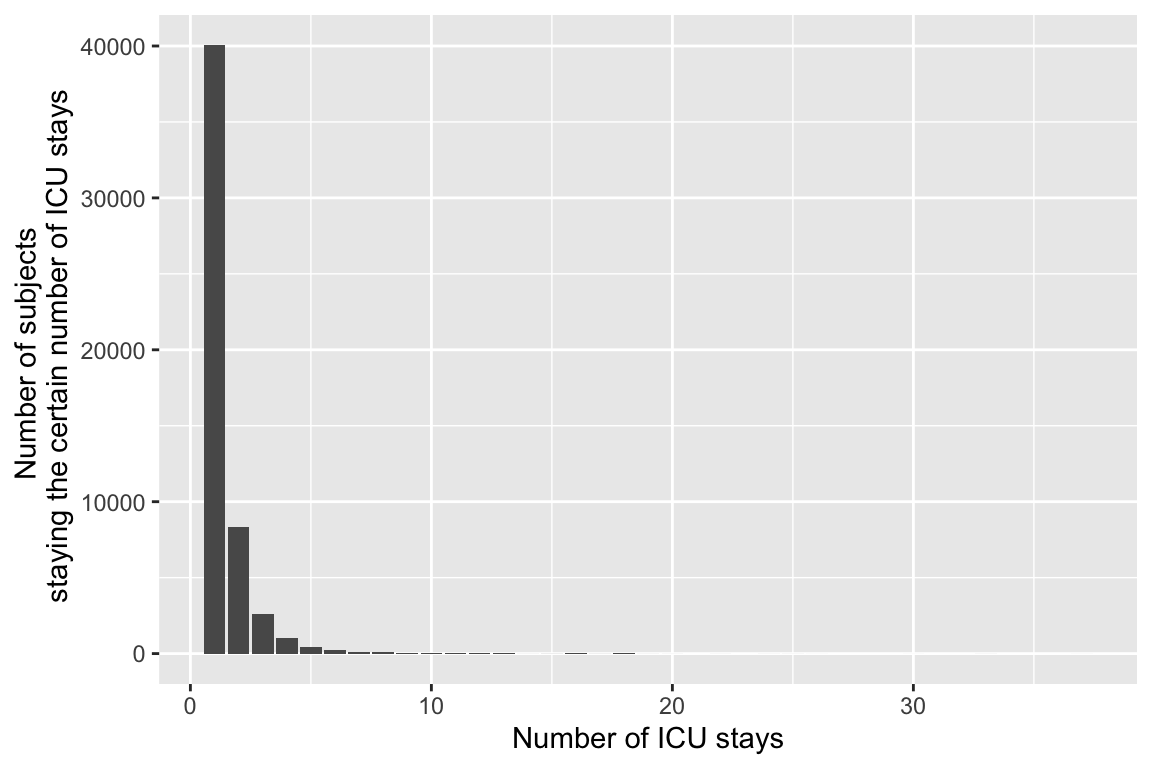 Number of subjects
staying the certain number of ICU stays
40000
30000
20000
10000
0
0 10 20 30
Number of ICU stays